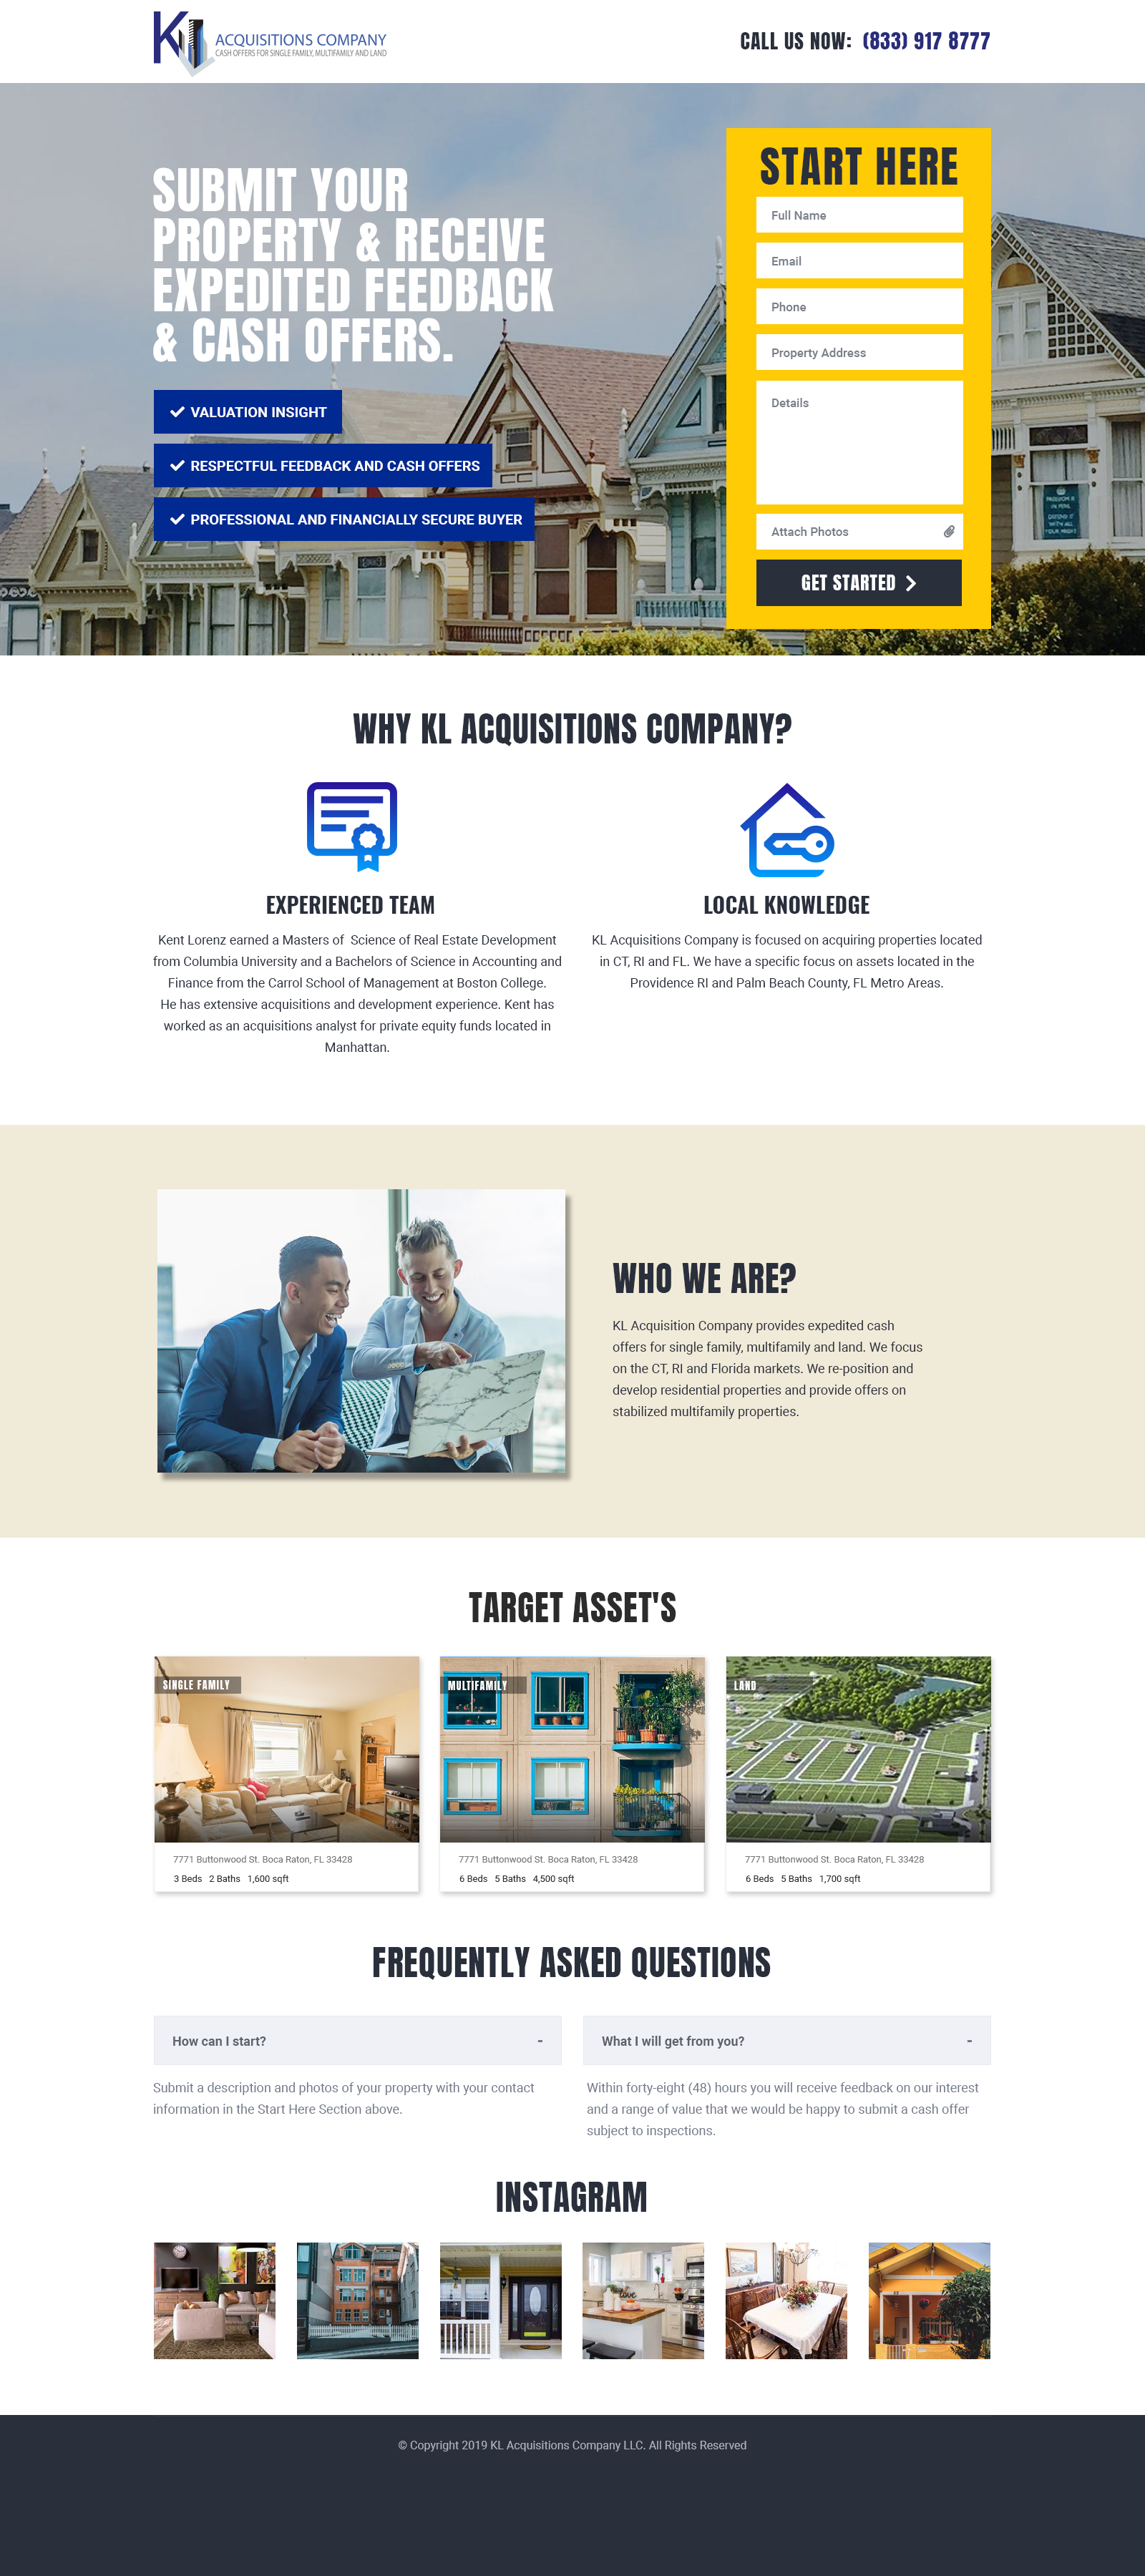 KL
ACQUISITIONS COMPANY
CASH OFFERS FOR SINGLE FAMILY, MULTIFAMILY AND LAND
CALL US NOW: (833) 917 8777
SUBMIT YOUR
PROPERTY & RECEIVE
EXPEDITED FEEDBACK
& CASH OFFERS.
VALUATION INSIGHT
RESPECTFUL FEEDBACK AND CASH OFFERS
PROFESSIONAL AND FINANCIALLY SECURE BUYER
START HERE
Full Name
Email
Phone
Property Address
Details
Attach Photos
GET STARTED
WHY KL ACQUISITIONS COMPANY?
EXPERIENCED TEAM
Kent Lorenz earned a Masters of  Science of Real Estate Development
from Columbia University and a Bachelors of Science in Accounting and
Finance from the Carrol School of Management at Boston College.
He has extensive acquisitions and development experience. Kent has
worked as an acquisitions analyst for private equity funds located in
Manhattan.
LOCAL KNOWLEDGE
KL Acquisitions Company is focused on acquiring properties located
in CT, RI and FL. We have a specific focus on assets located in the
Providence RI and Palm Beach County, FL Metro Areas.
WHO WE ARE?
KL Acquisition Company provides expedited cash
offers for single family, multifamily and land. We focus
on the CT, RI and Florida markets. We re-position and
develop residential properties and provide offers on
stabilized multifamily properties.
TARGET ASSET'S
SINGLE FAMILY
7771 Buttonwood St. Boca Raton, FL 33428
3 Beds 2 Baths 1,600 sqft
MULTIFAMILY
7771 Buttonwood St. Boca Raton, FL 33428
6 Beds 5 Baths 4,500 sqft
LAND
7771 Buttonwood St. Boca Raton, FL 33428
6 Beds 5 Baths 1,700 sqft
FREQUENTLY ASKED QUESTIONS
How can I start? -
Submit a description and photos of your property with your contact
information in the Start Here Section above.
What I will get from you? -
Within forty-eight (48) hours you will receive feedback on our interest
and a range of value that we would be happy to submit a cash offer
subject to inspections.
INSTAGRAM
© Copyright 2019 KL Acquisitions Company LLC. All Rights Reserved